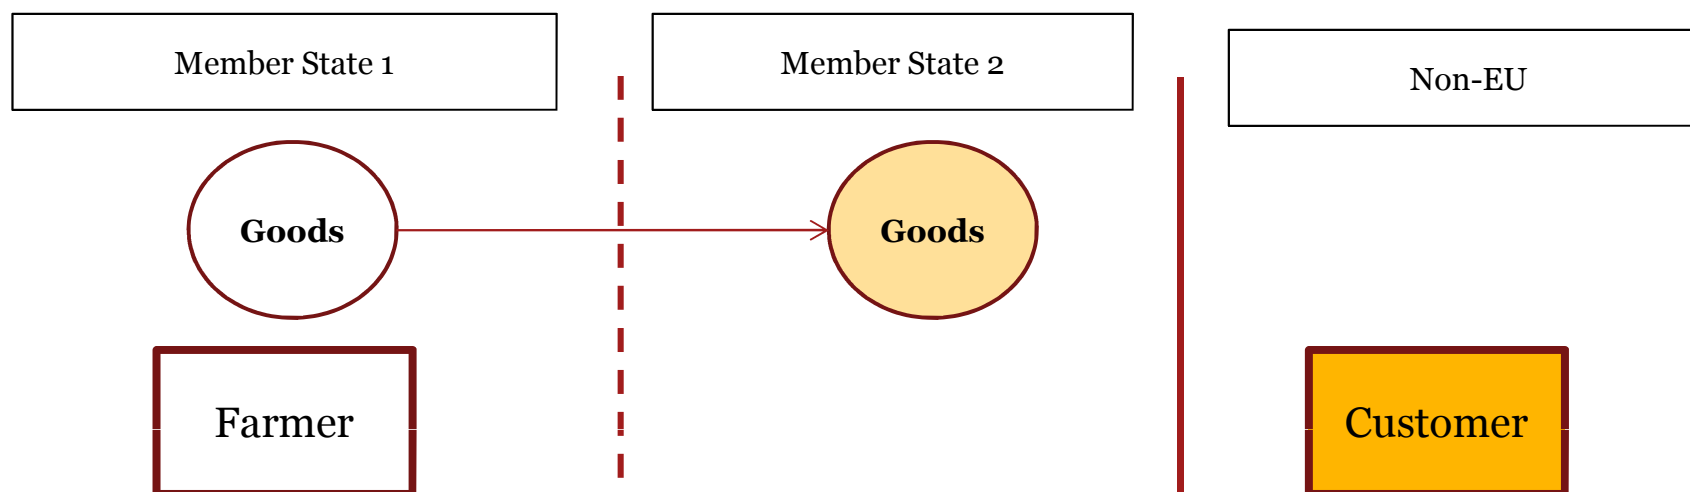 Member State 1
Member State 2
Non-EU
Goods
Goods
Farmer
Customer